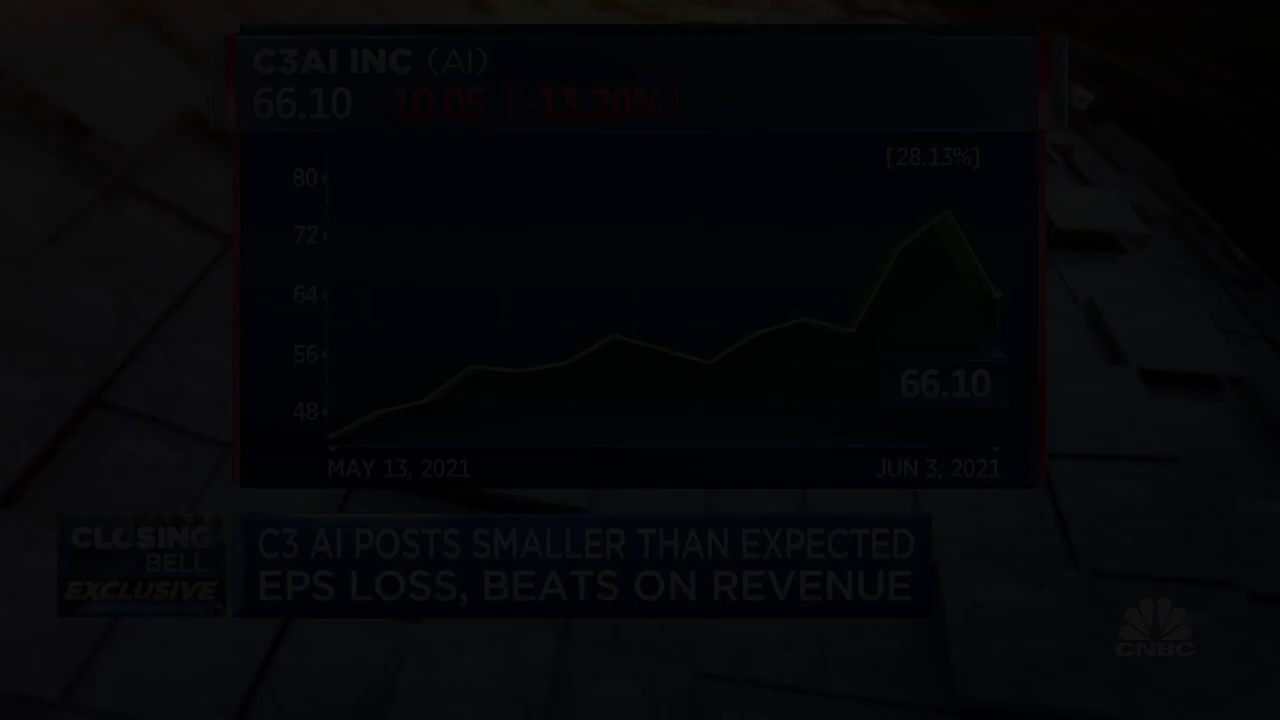 C3AI INC (AI)
66.10 -10.05 [-13.20%]
[28.13%]
80
72
64
56
48
66.10
MAY 13, 2021 JUN 3, 2021
CLOSING
BELL
EXCLUSIVE
C3 AI POSTS SMALLER THAN EXPECTED
EPS LOSS, BEATS ON REVENUE
CNBC